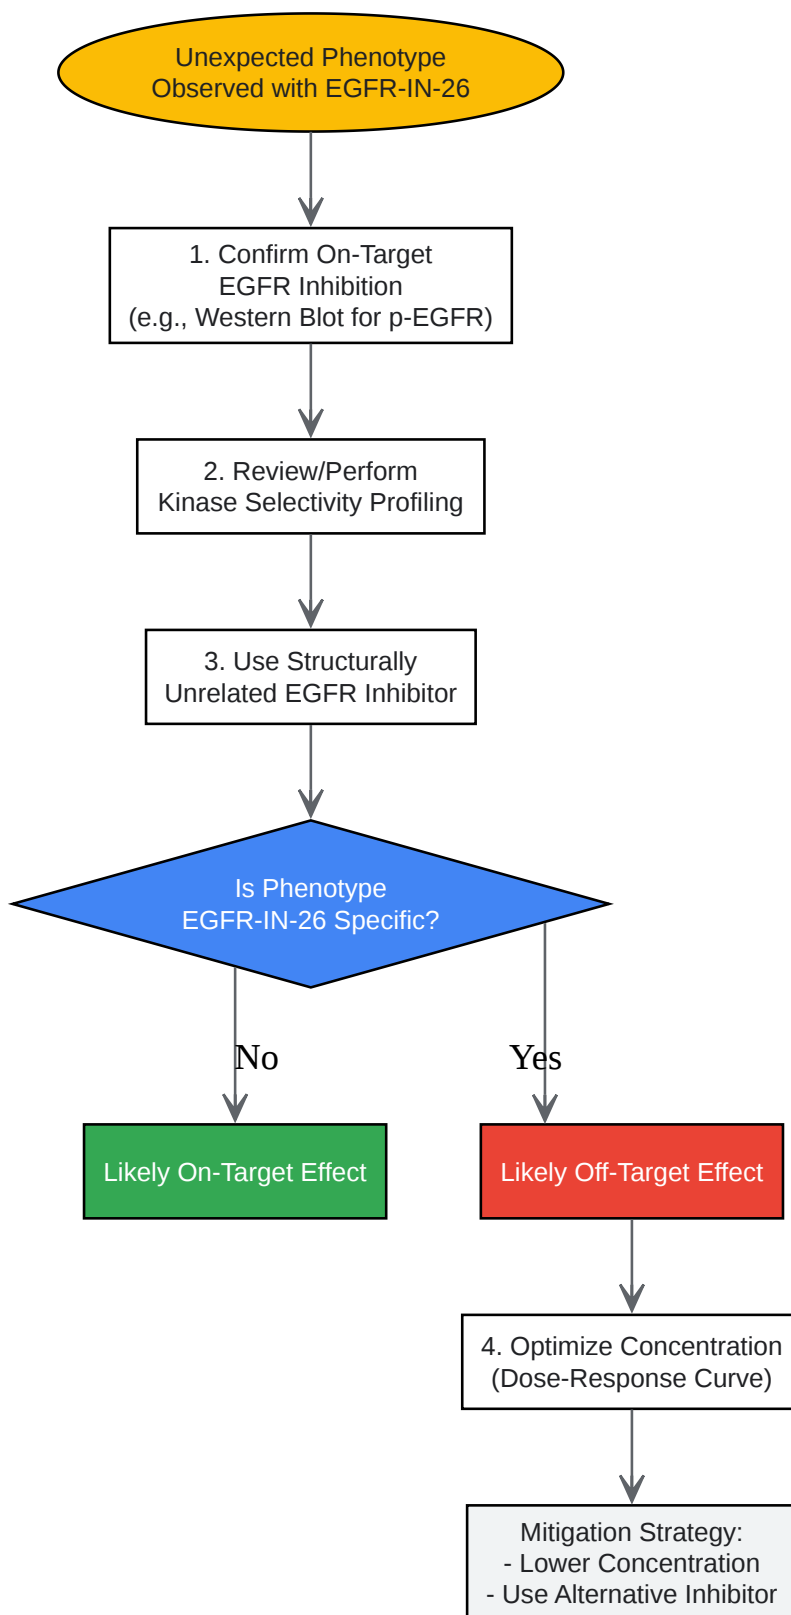 Unexpected Phenotype
Observed with EGFR-IN-26
1. Confirm On-Target
EGFR Inhibition
(e.g., Western Blot for p-EGFR)
2. Review/Perform
Kinase Selectivity Profiling
3. Use Structurally
Unrelated EGFR Inhibitor
Is Phenotype
EGFR-IN-26 Specific?
No
Yes
Likely On-Target Effect
Likely Off-Target Effect
4. Optimize Concentration
(Dose-Response Curve)
Mitigation Strategy:
- Lower Concentration
- Use Alternative Inhibitor